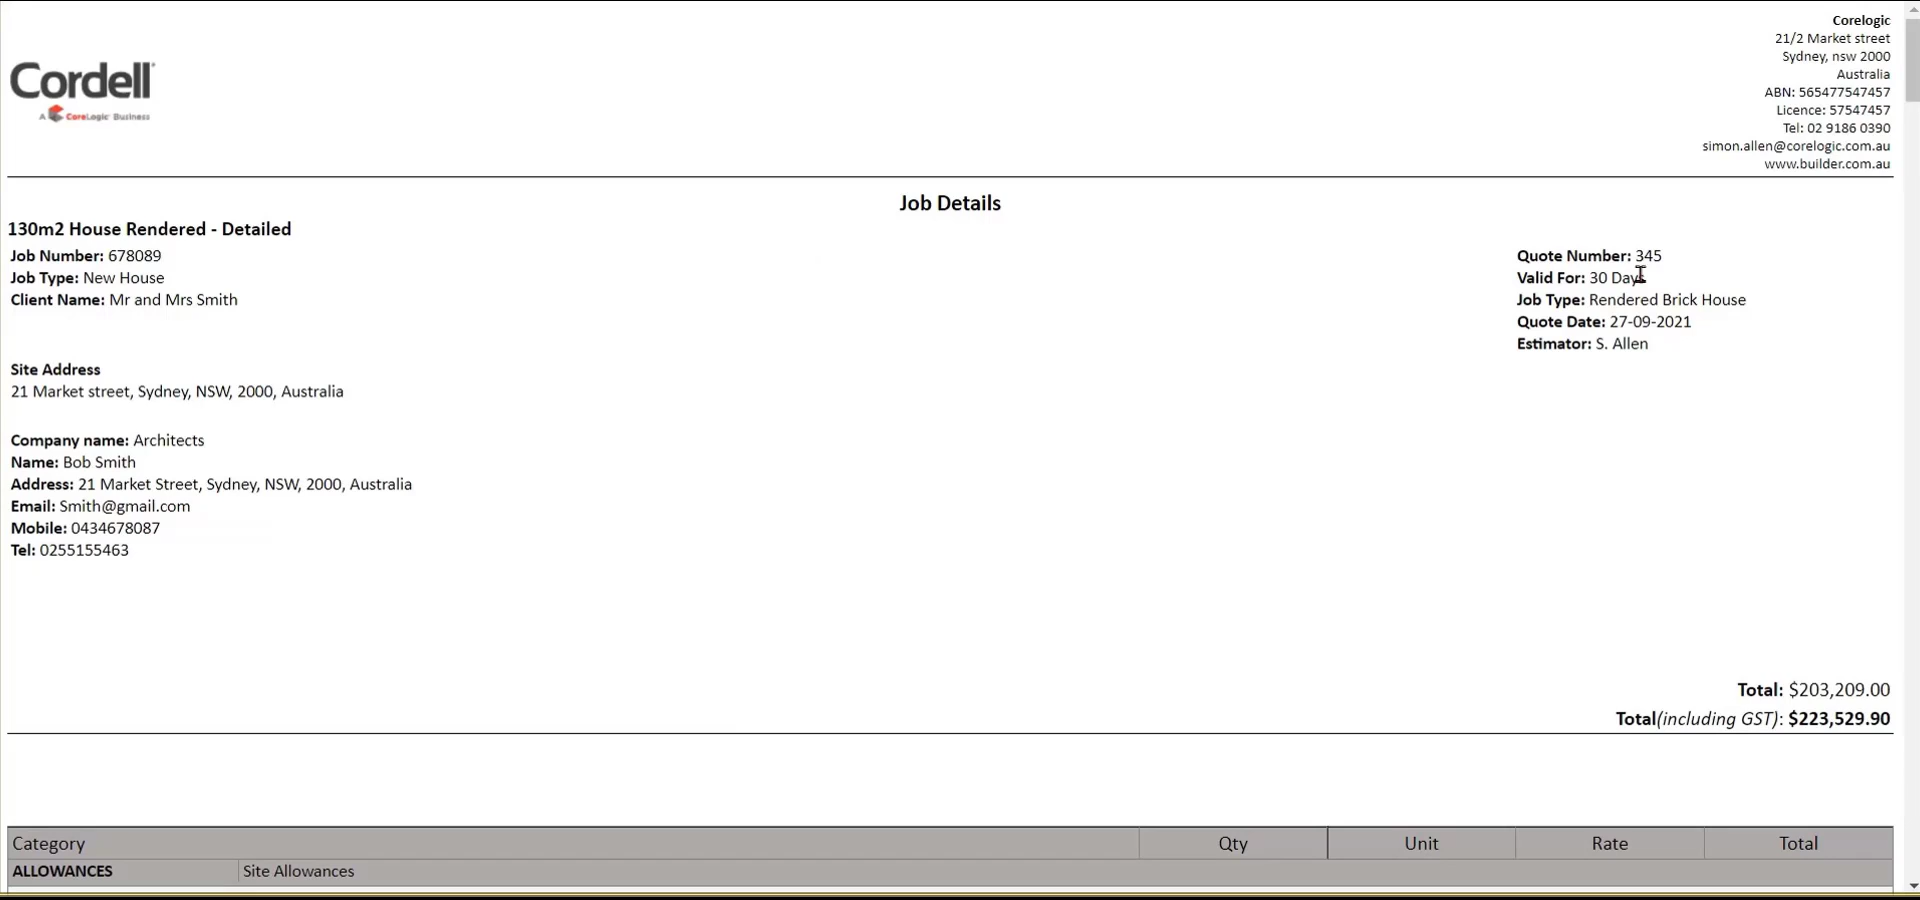 Corelogic
21/2 Market street
Sydney, nsw 2000
Australia
ABN: 565477547457
Licence: 57547457
Tel: 02 9186 0390
simon.allen@corelogic.com.au
www.builder.com.au
Cordell
A CoreLogic Business
Job Details
130m2 House Rendered - Detailed
Job Number: 678089
Job Type: New House
Client Name: Mr and Mrs Smith
Quote Number: 345
Valid For: 30 Days
Job Type: Rendered Brick House
Quote Date: 27-09-2021
Estimator: S. Allen
Site Address
21 Market street, Sydney, NSW, 2000, Australia
Company name: Architects
Name: Bob Smith
Address: 21 Market Street, Sydney, NSW, 2000, Australia
Email: Smith@gmail.com
Mobile: 0434678087
Tel: 0255155463
Total: $203,209.00
Total(including GST): $223,529.90
Category Qty Unit Rate Total
ALLOWANCES Site Allowances